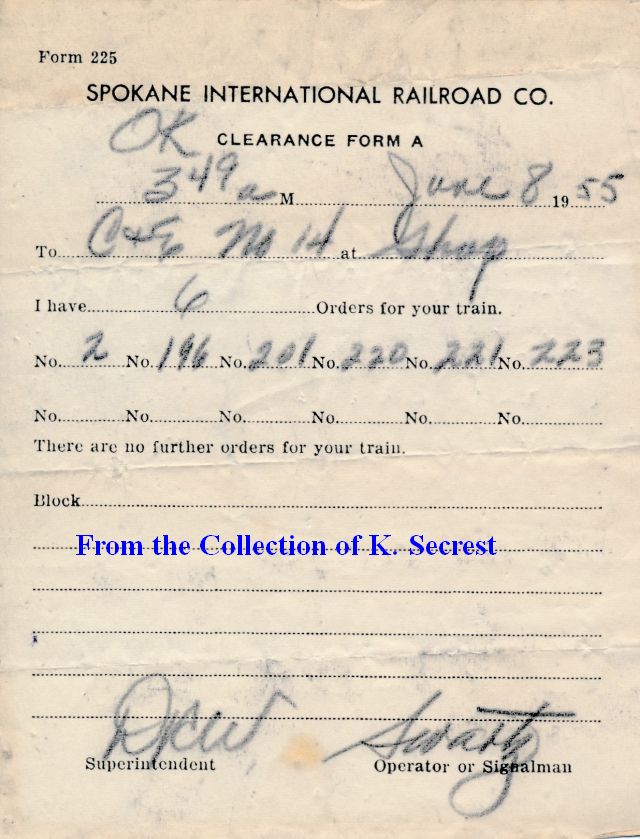 Form 225
SPOKANE INTERNATIONAL RAILROAD CO.
OK
CLEARANCE FORM A
349 a M June 8 1955
To C+E No 14 at Shop
I have 6 Orders for your train.
No. 2 No. 196 No. 201 No. 220 No. 221 No. 223
No. No. No. No. No. No.
There are no further orders for your train.
Block
From the Collection of K. Secrest
Swartz
Superintendent Operator or Signalman